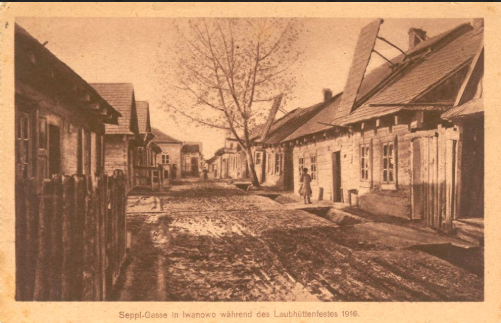 Seppl-Gasse in Iwanowo während des Laubhüttenfestes 1916.